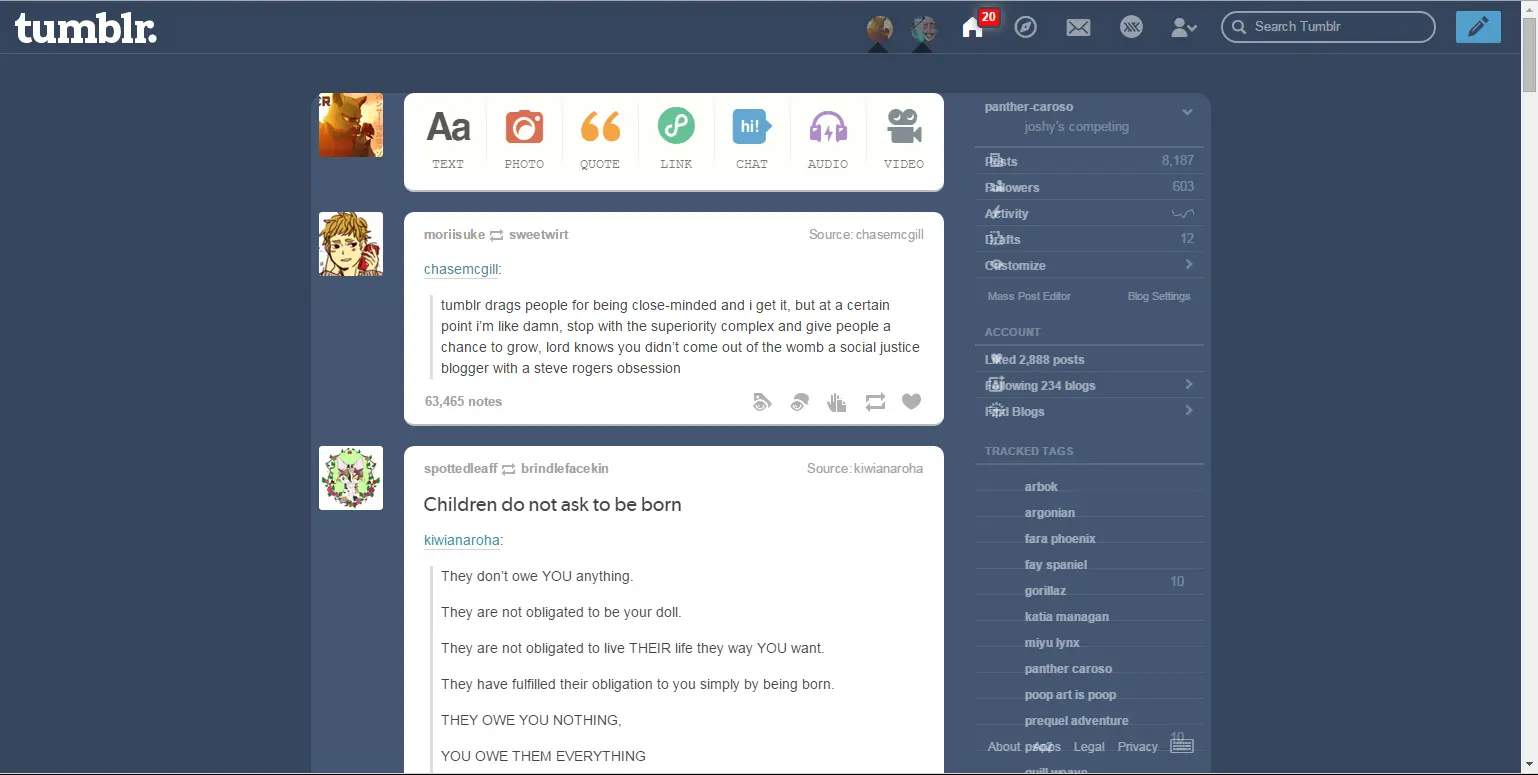 tumblr.
20
Search Tumblr
CR
Aa
hi!
TEXT PHOTO QUOTE LINK CHAT AUDIO VIDEO
moriisuke sweetwirt Source: chasemcgill
chasemcgill:
tumblr drags people for being close-minded and i get it, but at a certain
point i’m like damn, stop with the superiority complex and give people a
chance to grow, lord knows you didn’t come out of the womb a social justice
blogger with a steve rogers obsession
63,465 notes
spottedleaff brindlefacekin Source: kiwianaroha
Children do not ask to be born
kiwianaroha:
They don’t owe YOU anything.
They are not obligated to be your doll.
They are not obligated to live THEIR life they way YOU want.
They have fulfilled their obligation to you simply by being born.
THEY OWE YOU NOTHING,
YOU OWE THEM EVERYTHING
panther-caroso
joshy's competing
Posts 8,187
Followers 603
Activity
Drafts 12
Customize
Mass Post Editor Blog Settings
ACCOUNT
Liked 2,888 posts
Following 234 blogs
Find Blogs
TRACKED TAGS
arbok
argonian
fara phoenix
fay spaniel
10
gorillaz
katia managan
miyu lynx
panther caroso
poop art is poop
prequel adventure
10
About Apps Legal Privacy
quill weave